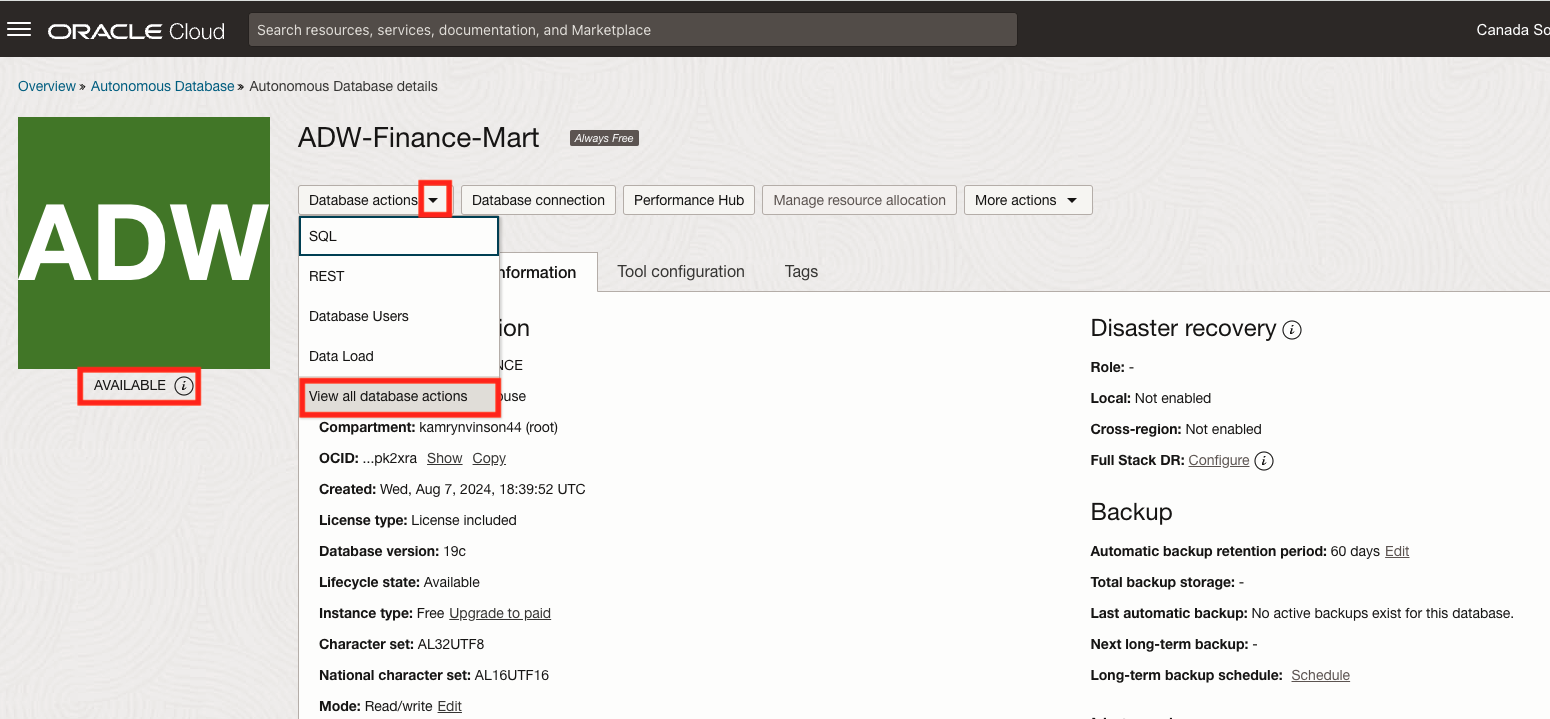 ORACLE Cloud
Search resources, services, documentation, and Marketplace
Canada So
Overview » Autonomous Database » Autonomous Database details
ADW
AVAILABLE
ADW-Finance-Mart
Always Free
Database actions
Database connection
Performance Hub
Manage resource allocation
More actions
SQL
REST
Database Users
Data Load
View all database actions
nformation
Tool configuration
Tags
ion
NCE
ouse
Compartment: kamrynvinson44 (root)
OCID: ...pk2xra Show Copy
Created: Wed, Aug 7, 2024, 18:39:52 UTC
License type: License included
Database version: 19c
Lifecycle state: Available
Instance type: Free Upgrade to paid
Character set: AL32UTF8
National character set: AL16UTF16
Mode: Read/write Edit
Disaster recovery
Role: -
Local: Not enabled
Cross-region: Not enabled
Full Stack DR: Configure
Backup
Automatic backup retention period: 60 days Edit
Total backup storage: -
Last automatic backup: No active backups exist for this database.
Next long-term backup: -
Long-term backup schedule: Schedule